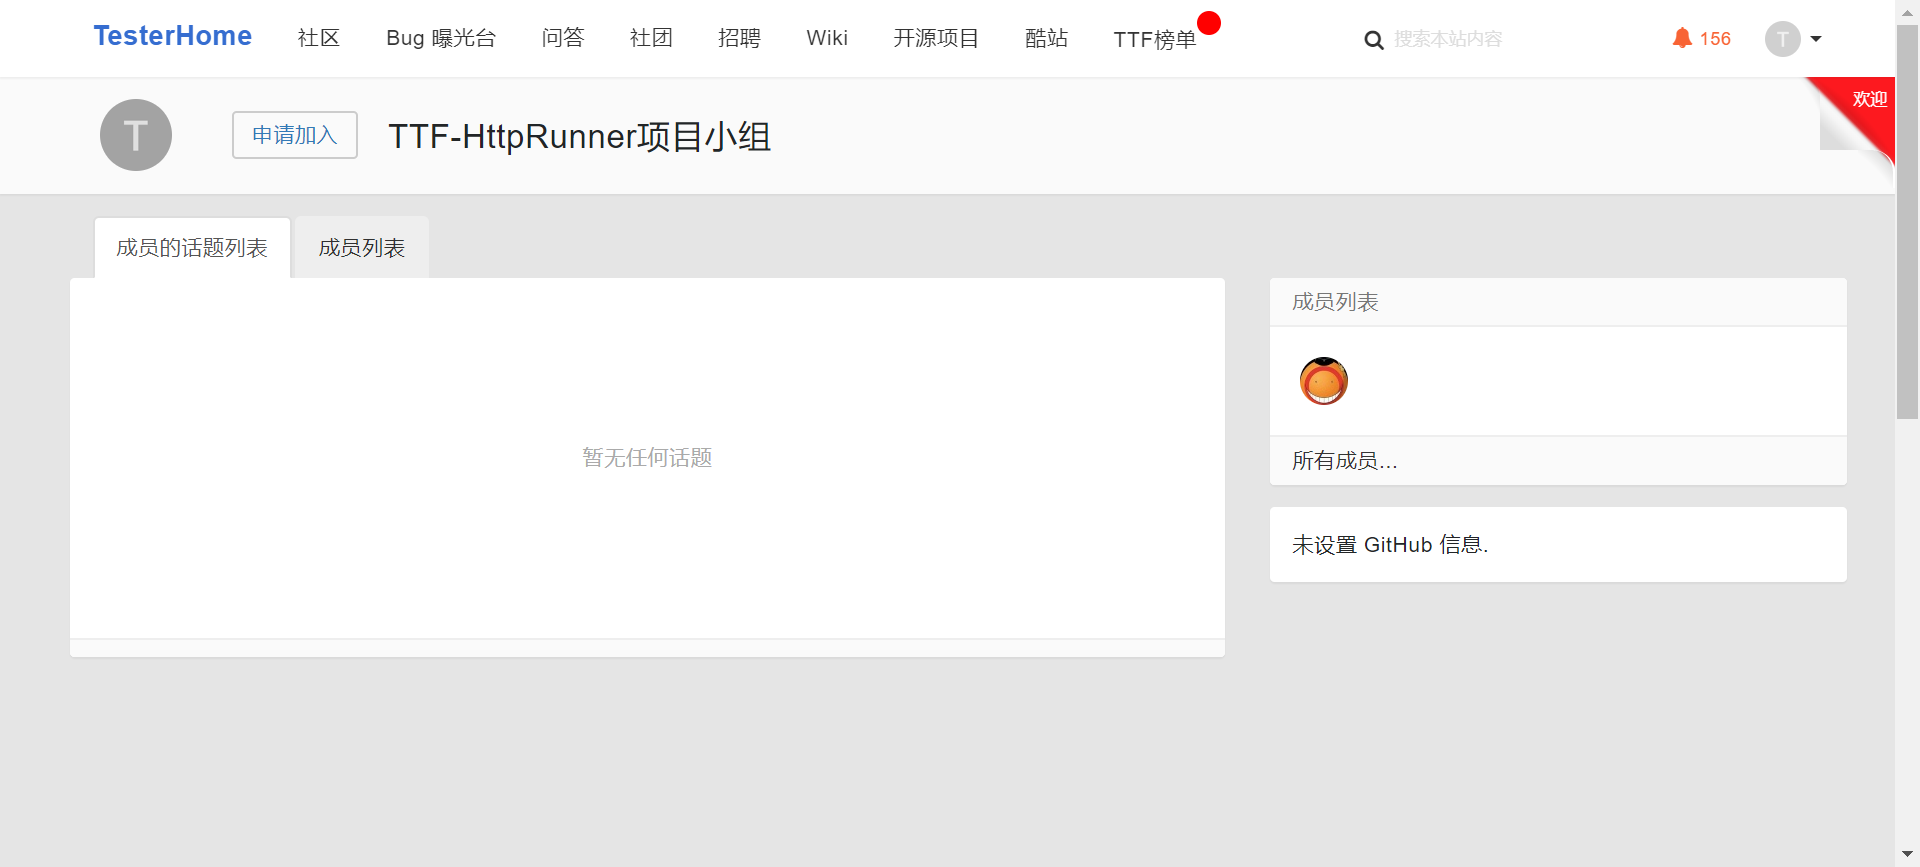 TesterHome 社区 Bug 曝光台 问答 社团 招聘 Wiki 开源项目 酷站 TTF榜单 搜索本站内容 156 T
欢迎
T 申请加入 TTF-HttpRunner项目小组
成员的话题列表 成员列表
成员列表
暂无任何话题
所有成员...
未设置 GitHub 信息.